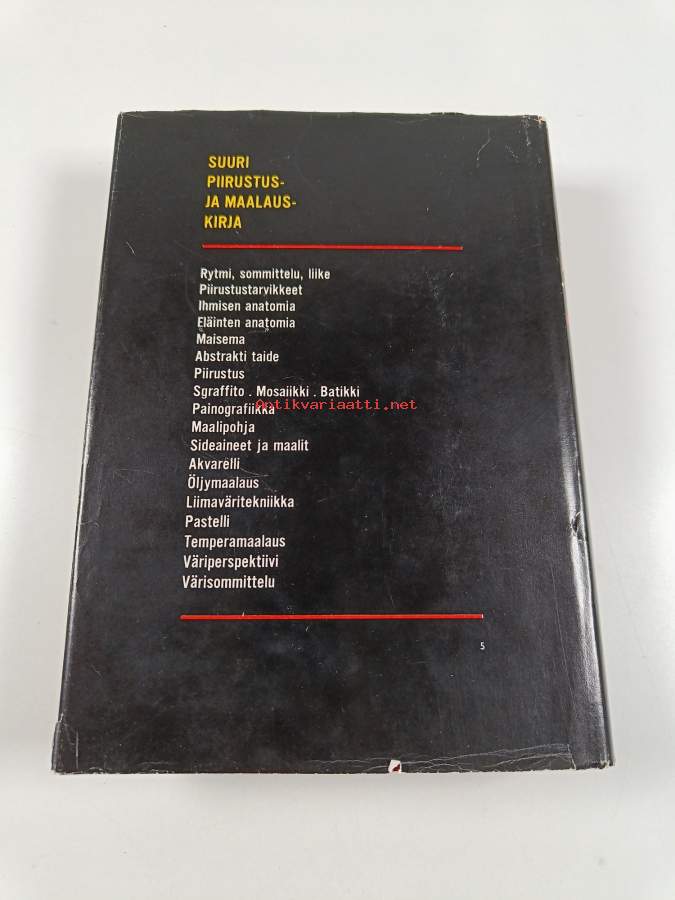 SUURI
PIIRUSTUS-
JA MAALAUS-
KIRJA
Rytmi, sommittelu, liike
Piirustustarvikkeet
Ihmisen anatomia
Eläinten anatomia
Maisema
Abstrakti taide
Piirustus
Sgraffito . Mosaiikki . Batikki
Antikvariaatti.net
Painografiikka
Maalipohja
Sideaineet ja maalit
Akvarelli
Öljymaalaus
Liimaväritekniikka
Pastelli
Temperamaalaus
Väriperspektiivi
Värisommittelu
5